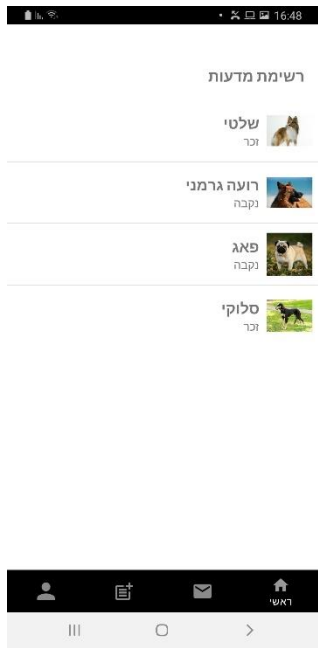 16:48
רשימת מדעות
שלטי
זכר
רועה גרמני
נקבה
פאג
נקבה
סלוקי
זכר
ראשי